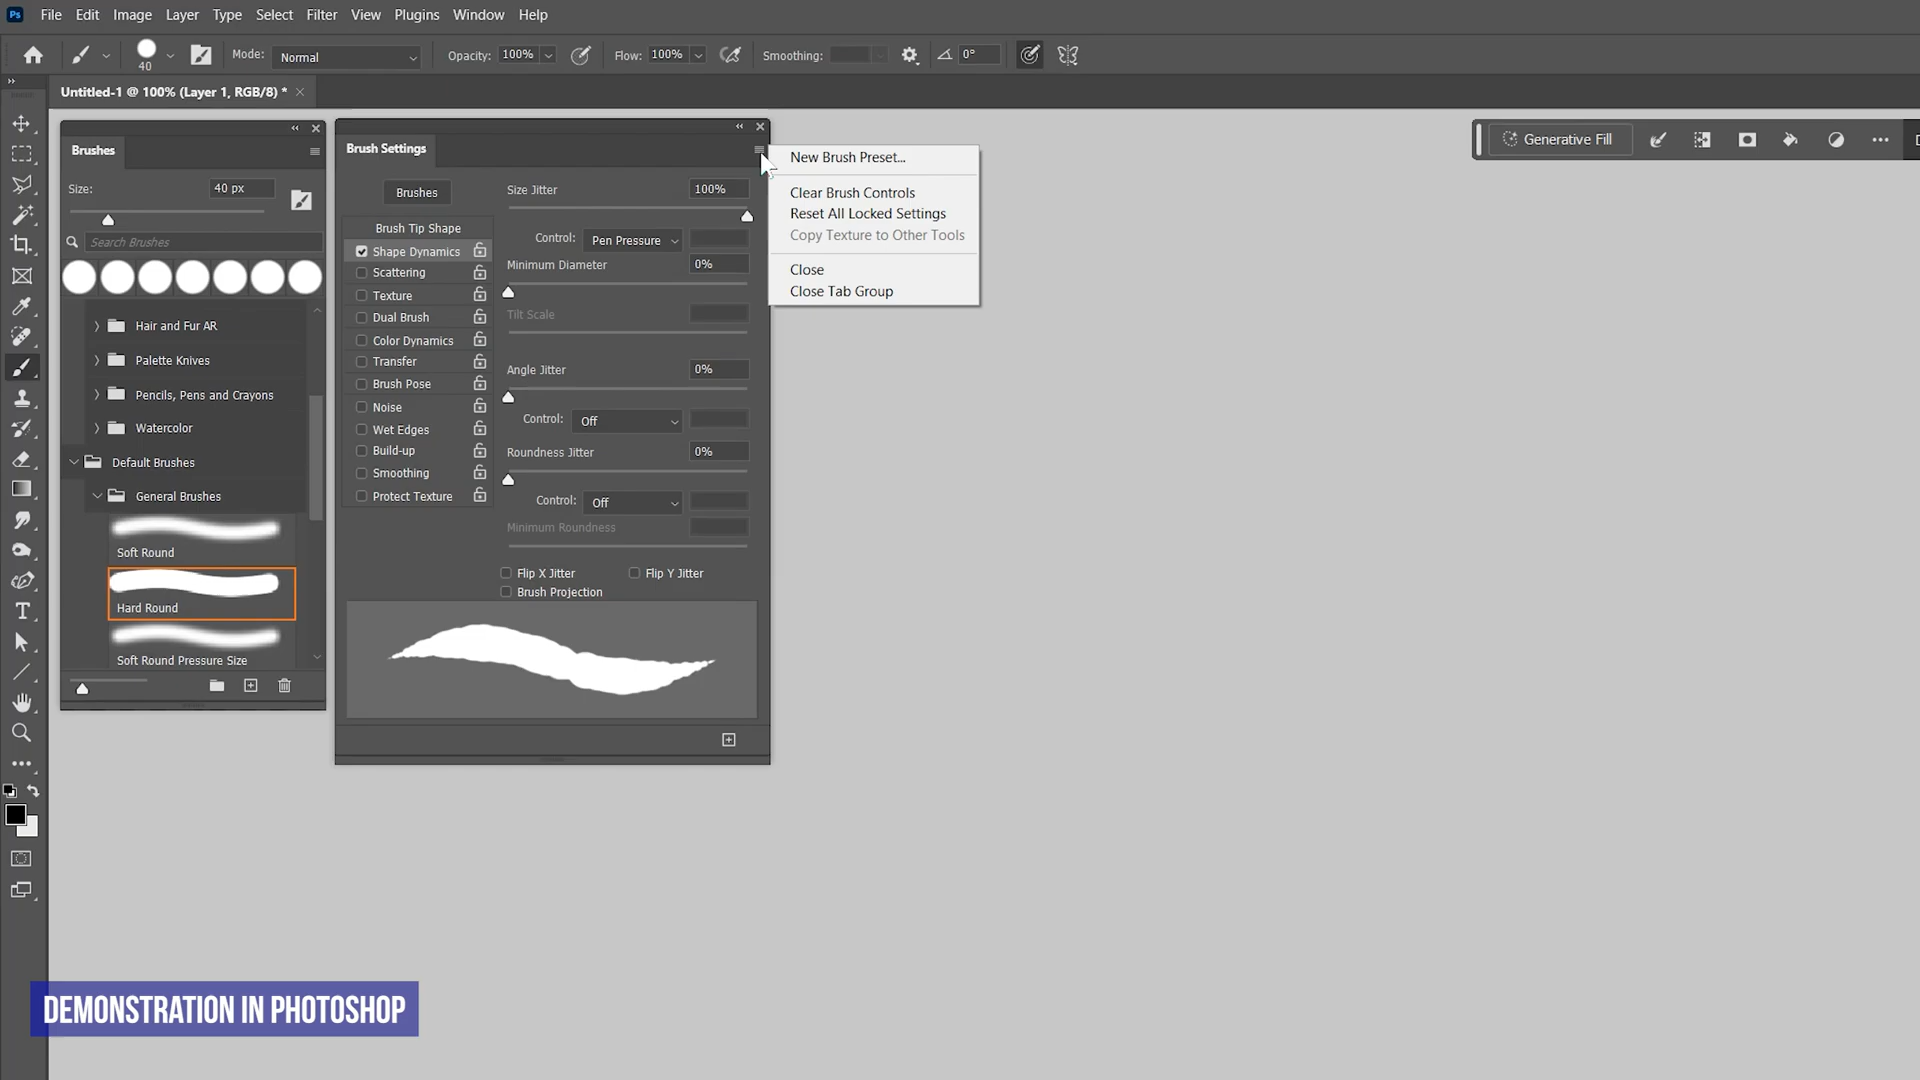 Ps File Edit Image Layer Type Select Filter View Plugins Window Help
40 Mode: Normal Opacity: 100% Flow: 100% Smoothing: 0°
Untitled-1 @ 100% (Layer 1, RGB/8) *
Generative Fill
Brushes
Size: 40 px
Search Brushes
Hair and Fur AR
Palette Knives
Pencils, Pens and Crayons
Watercolor
Default Brushes
General Brushes
Soft Round
Hard Round
Soft Round Pressure Size
Brush Settings
Brushes
Brush Tip Shape
Shape Dynamics
Scattering
Texture
Dual Brush
Color Dynamics
Transfer
Brush Pose
Noise
Wet Edges
Build-up
Smoothing
Protect Texture
Size Jitter 100%
Control: Pen Pressure
Minimum Diameter 0%
Tilt Scale
Angle Jitter 0%
Control: Off
Roundness Jitter 0%
Control: Off
Minimum Roundness
Flip X Jitter Flip Y Jitter
Brush Projection
New Brush Preset...
Clear Brush Controls
Reset All Locked Settings
Copy Texture to Other Tools
Close
Close Tab Group
DEMONSTRATION IN PHOTOSHOP